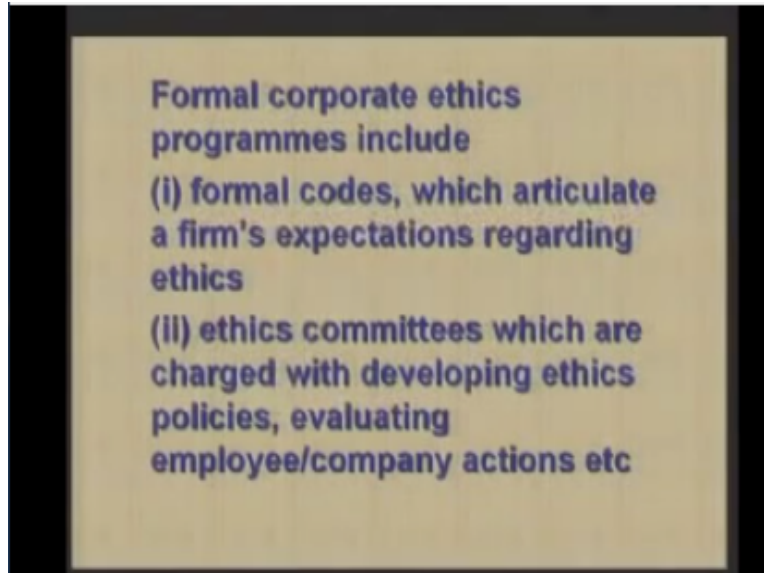 Formal corporate ethics
programmes include
(i) formal codes, which articulate
a firm's expectations regarding
ethics
(ii) ethics committees which are
charged with developing ethics
policies, evaluating
employee/company actions etc